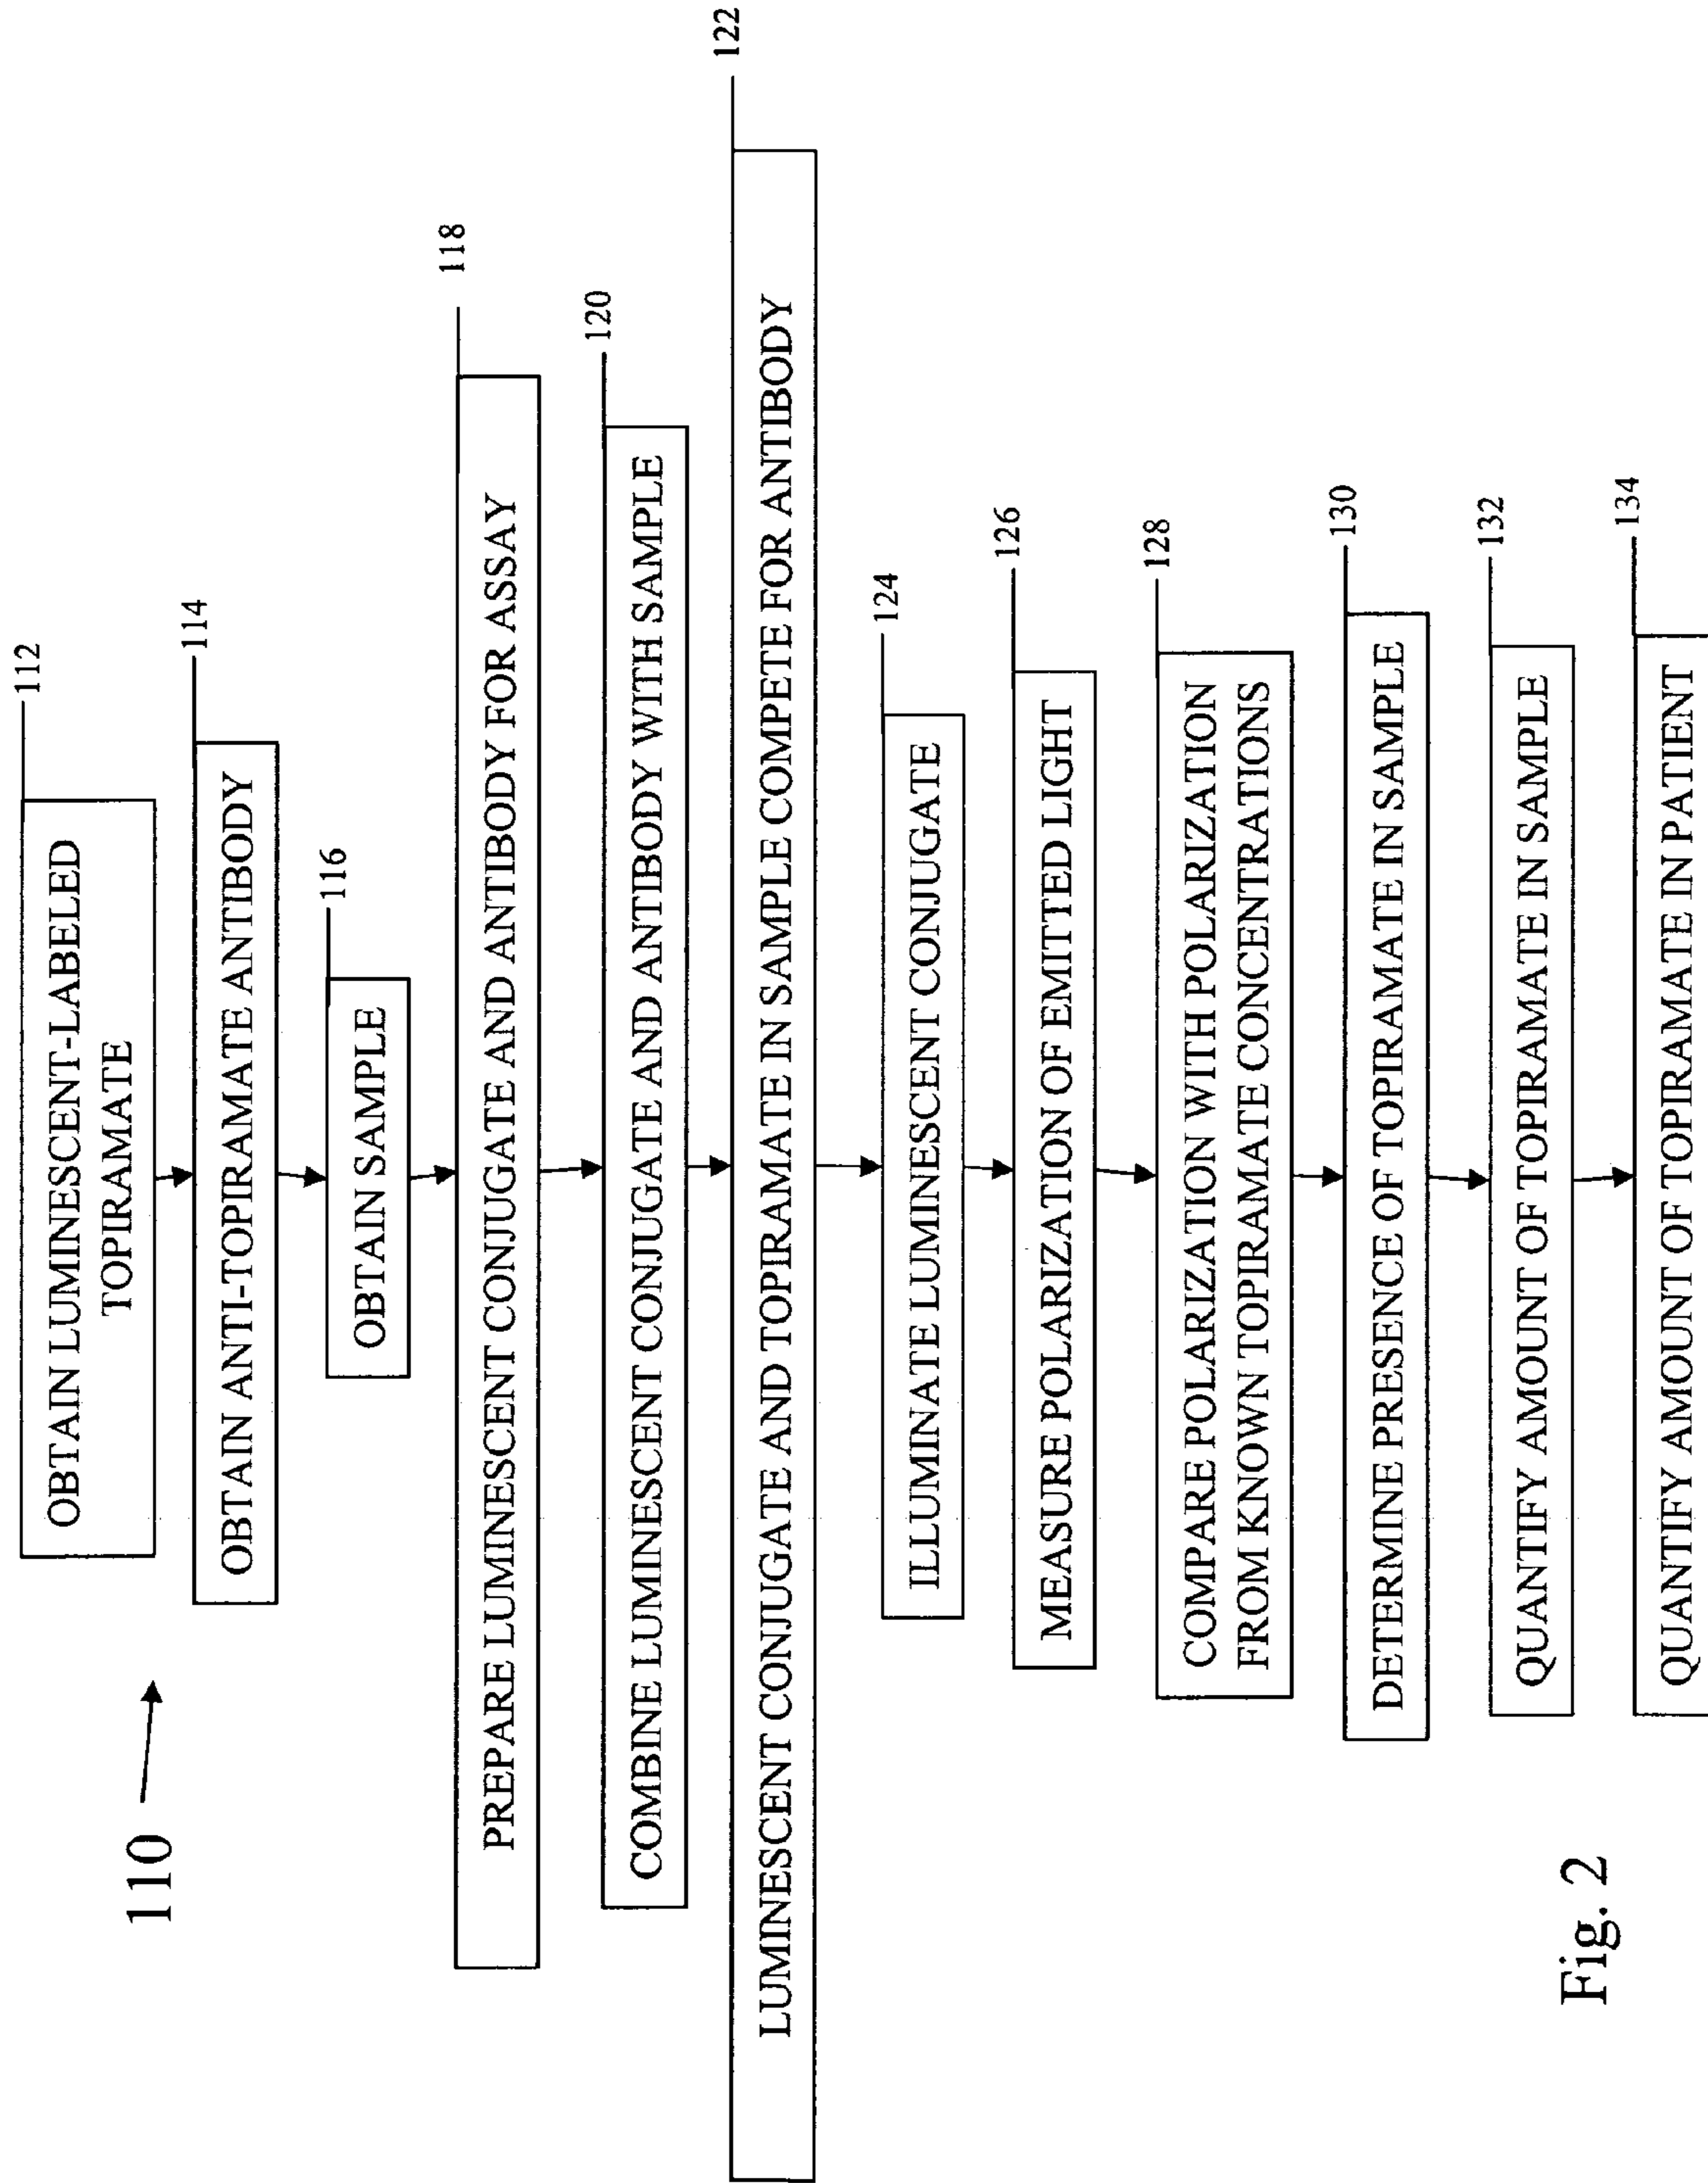 110
OBTAIN LUMINESCENT-LABELED
TOPIRAMATE
112
OBTAIN ANTI-TOPIRAMATE ANTIBODY
114
OBTAIN SAMPLE
116
PREPARE LUMINESCENT CONJUGATE AND ANTIBODY FOR ASSAY
118
COMBINE LUMINESCENT CONJUGATE AND ANTIBODY WITH SAMPLE
120
LUMINESCENT CONJUGATE AND TOPIRAMATE IN SAMPLE COMPETE FOR ANTIBODY
122
ILLUMINATE LUMINESCENT CONJUGATE
124
MEASURE POLARIZATION OF EMITTED LIGHT
126
COMPARE POLARIZATION WITH POLARIZATION
FROM KNOWN TOPIRAMATE CONCENTRATIONS
128
DETERMINE PRESENCE OF TOPIRAMATE IN SAMPLE
130
QUANTIFY AMOUNT OF TOPIRAMATE IN SAMPLE
132
QUANTIFY AMOUNT OF TOPIRAMATE IN PATIENT
134
Fig. 2